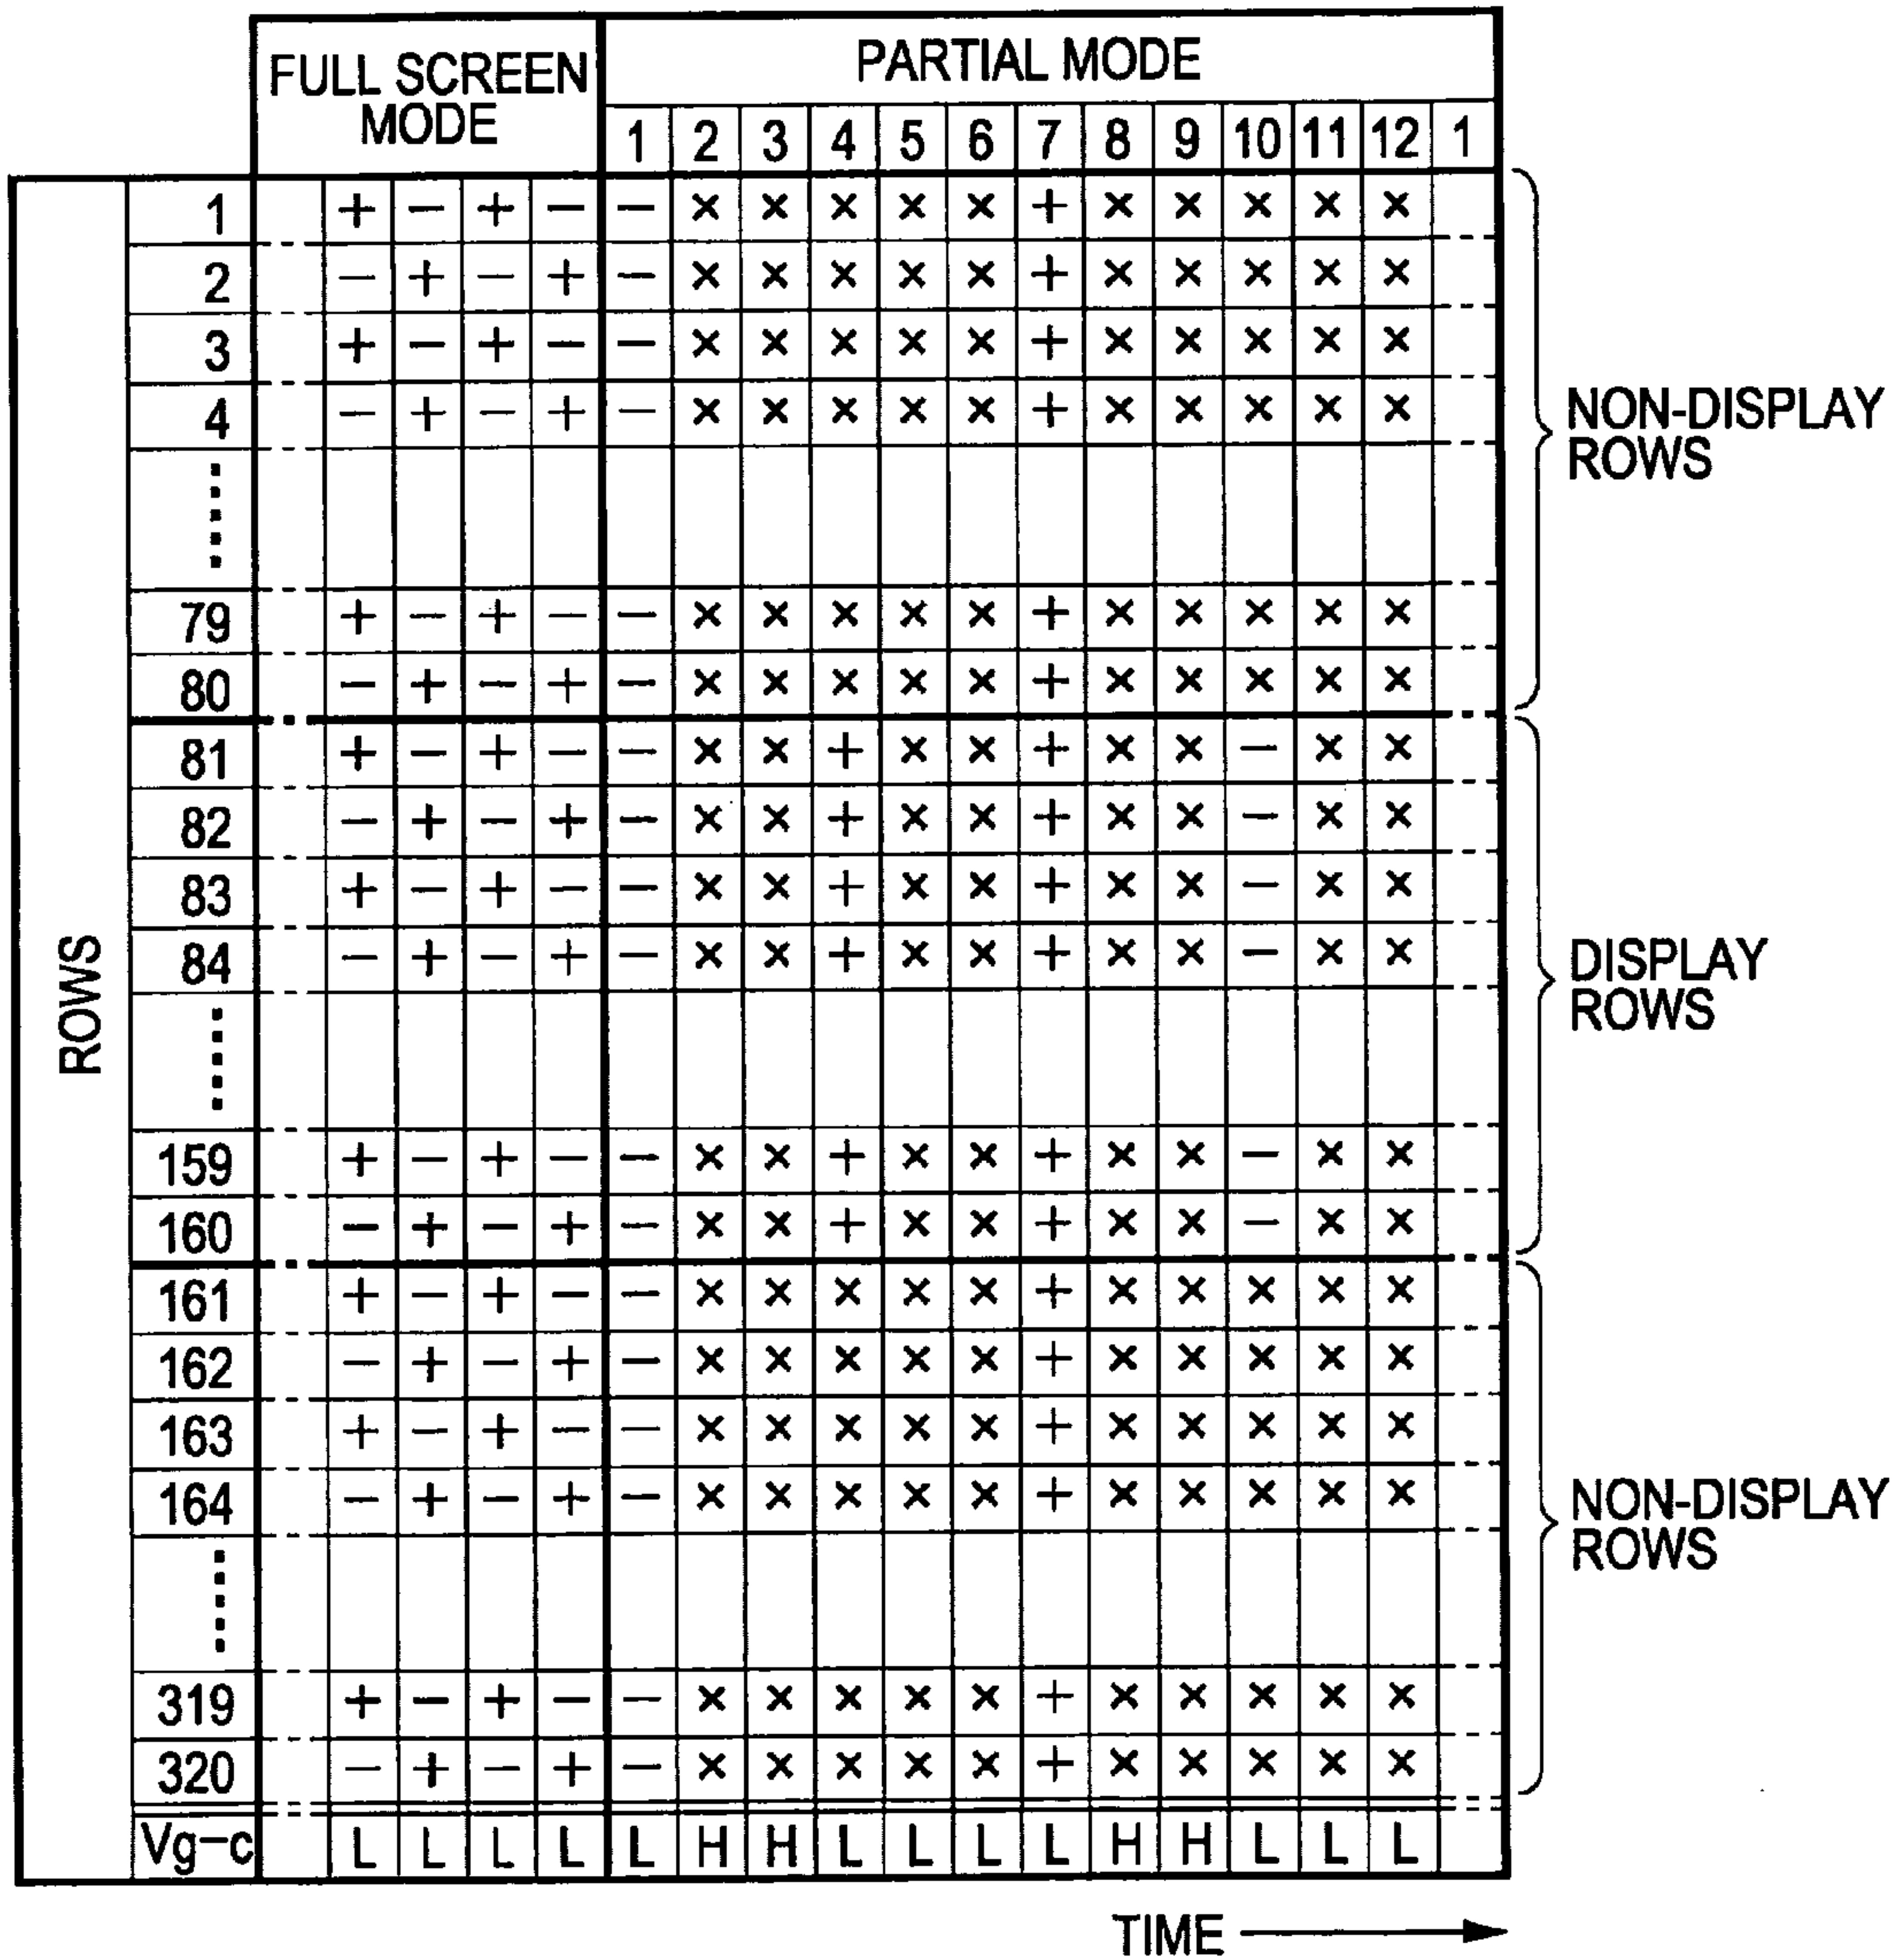 FULL SCREEN
MODE
PARTIAL MODE
1 2 3 4 5 6 7 8 9 10 11 12 1
ROWS
1 + − + − − × × × × × + × × × × ×
2 − + − + − × × × × × + × × × × ×
3 + − + − − × × × × × + × × × × ×
4 − + − + − × × × × × + × × × × ×
79 + − + − − × × × × × + × × × × ×
80 − + − + − × × × × × + × × × × ×
NON-DISPLAY
ROWS
81 + − + − − × × + × × + × × − × ×
82 − + − + − × × + × × + × × − × ×
83 + − + − − × × + × × + × × − × ×
84 − + − + − × × + × × + × × − × ×
159 + − + − − × × + × × + × × − × ×
160 − + − + − × × + × × + × × − × ×
DISPLAY
ROWS
161 + − + − − × × × × × + × × × × ×
162 − + − + − × × × × × + × × × × ×
163 + − + − − × × × × × + × × × × ×
164 − + − + − × × × × × + × × × × ×
319 + − + − − × × × × × + × × × × ×
320 − + − + − × × × × × + × × × × ×
NON-DISPLAY
ROWS
Vg−c L L L L L H H L L L L H H L L L
TIME